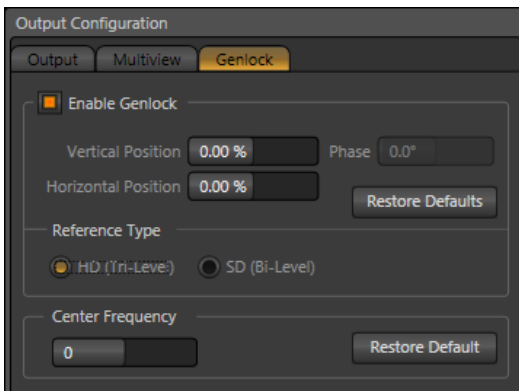 Output Configuration
Output Multiview Genlock
Enable Genlock
Vertical Position 0.00 % Phase 0.0°
Horizontal Position 0.00 %
Restore Defaults
Reference Type
HD (Tri-Level) SD (Bi-Level)
Center Frequency
0 Restore Default